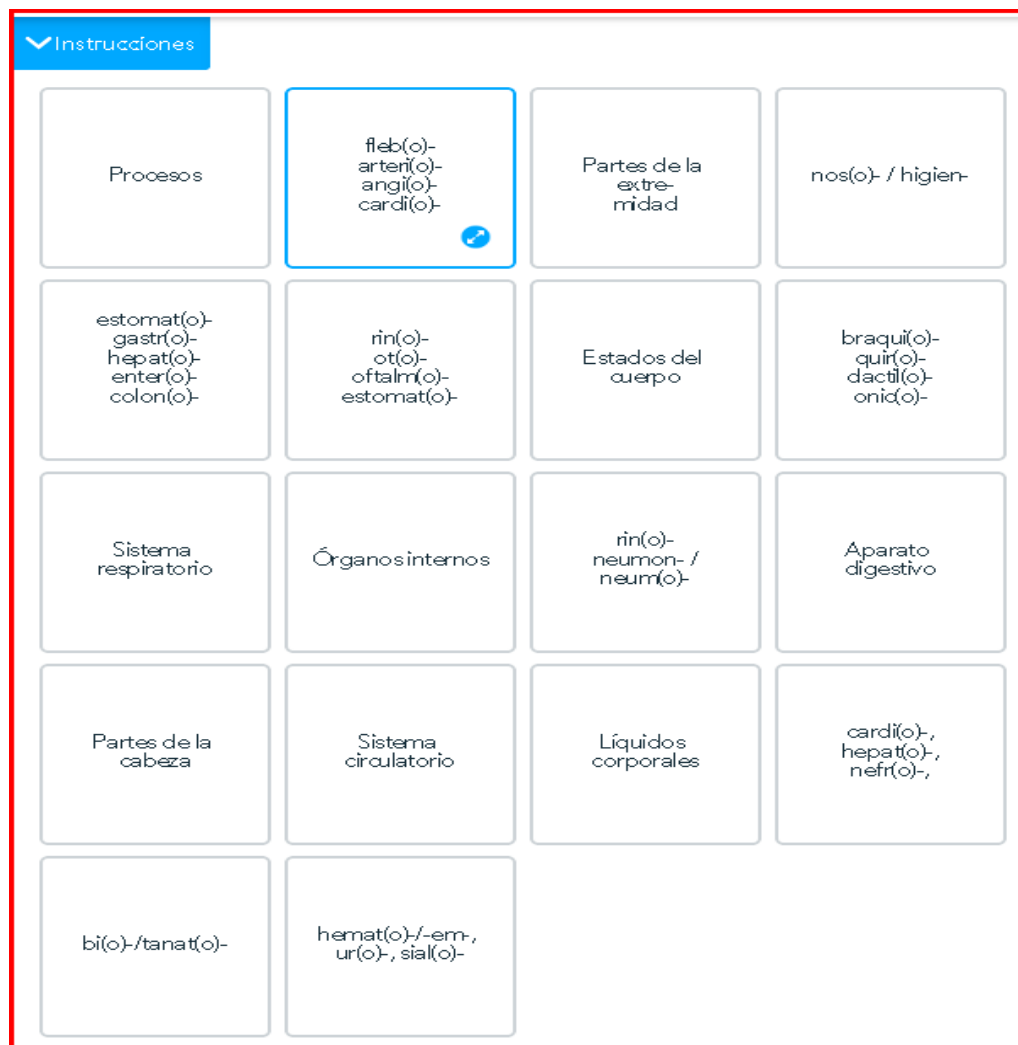 Instrucciones
Procesos
fleb(o)-
arteri(o)-
angi(o)-
cardi(o)-
Partes de la
extre-
midad
nos(o)- / higien-
estomat(o)-
gastr(o)-
hepat(o)-
enter(o)-
colon(o)-
rin(o)-
ot(o)-
oftalm(o)-
estomat(o)-
Estados del
cuerpo
braqui(o)-
quir(o)-
dactil(o)-
onic(o)-
Sistema
respiratorio
Órganos internos
rin(o)-
neumon- /
neum(o)-
Aparato
digestivo
Partes de la
cabeza
Sistema
circulatorio
Líquidos
corporales
cardi(o)-,
hepat(o)-,
nefr(o)-,
bi(o)-/tanat(o)-
hemat(o)-/-em-,
ur(o)-, sial(o)-